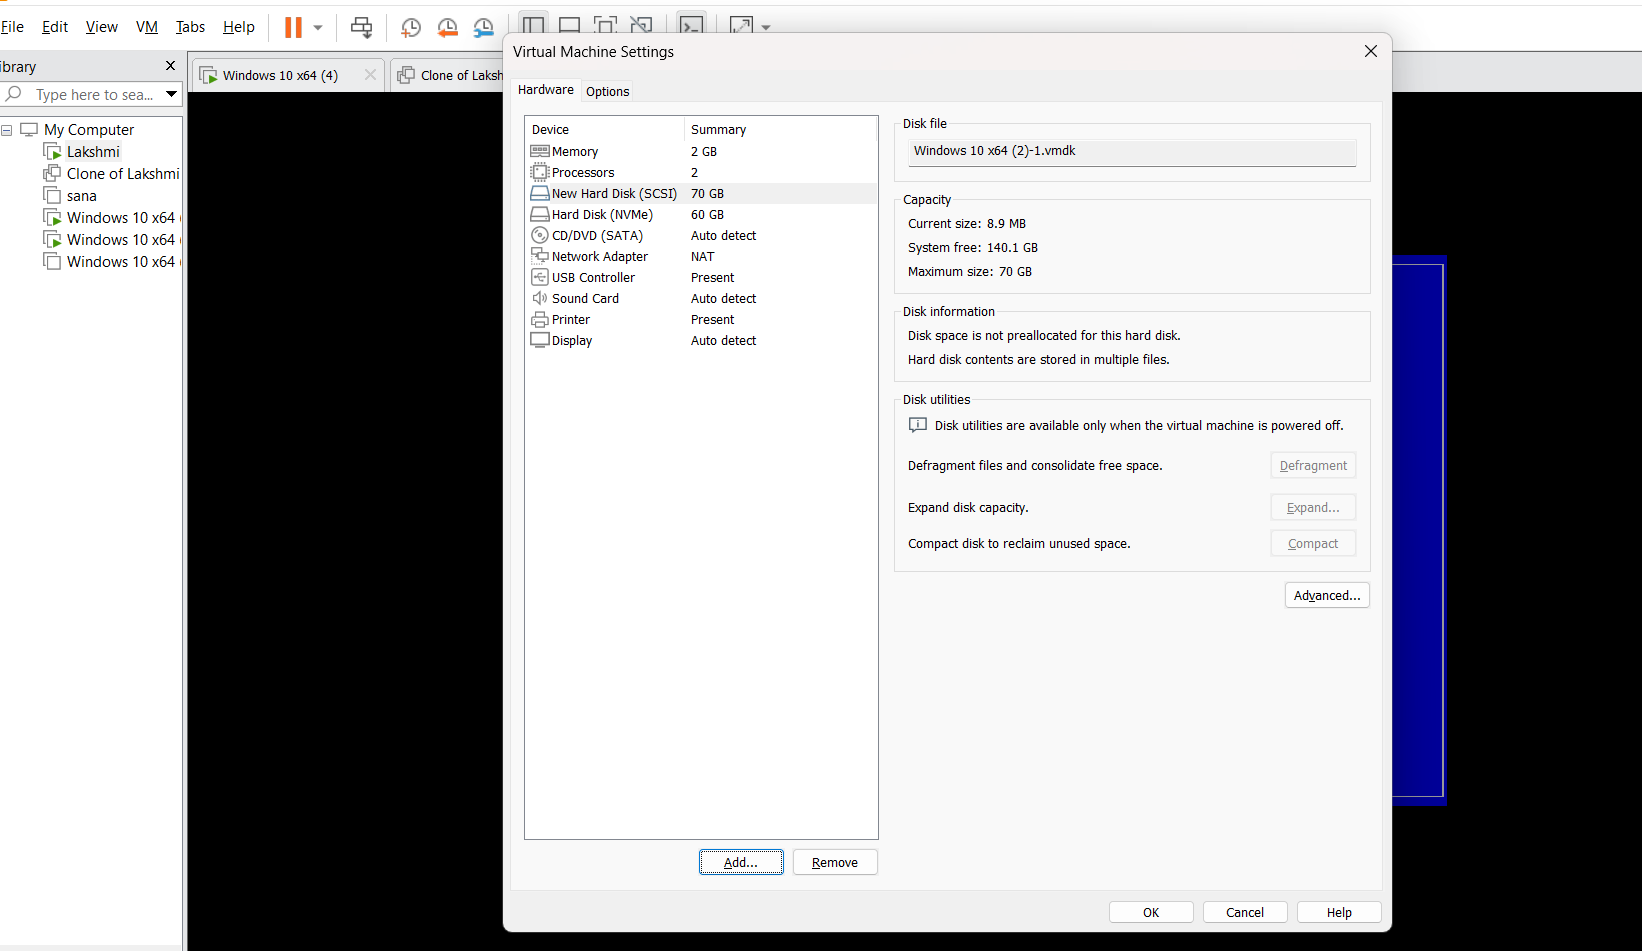 File Edit View VM Tabs Help
ibrary
Type here to sea...
My Computer
Lakshmi
Clone of Lakshmi
sana
Windows 10 x64 (
Windows 10 x64 (
Windows 10 x64 (
Windows 10 x64 (4)
Clone of Laksh
Virtual Machine Settings
Hardware Options
Device Summary
Memory 2 GB
Processors 2
New Hard Disk (SCSI) 70 GB
Hard Disk (NVMe) 60 GB
CD/DVD (SATA) Auto detect
Network Adapter NAT
USB Controller Present
Sound Card Auto detect
Printer Present
Display Auto detect
Add... Remove
Disk file
Windows 10 x64 (2)-1.vmdk
Capacity
Current size: 8.9 MB
System free: 140.1 GB
Maximum size: 70 GB
Disk information
Disk space is not preallocated for this hard disk.
Hard disk contents are stored in multiple files.
Disk utilities
Disk utilities are available only when the virtual machine is powered off.
Defragment files and consolidate free space. Defragment
Expand disk capacity. Expand...
Compact disk to reclaim unused space. Compact
Advanced...
OK Cancel Help